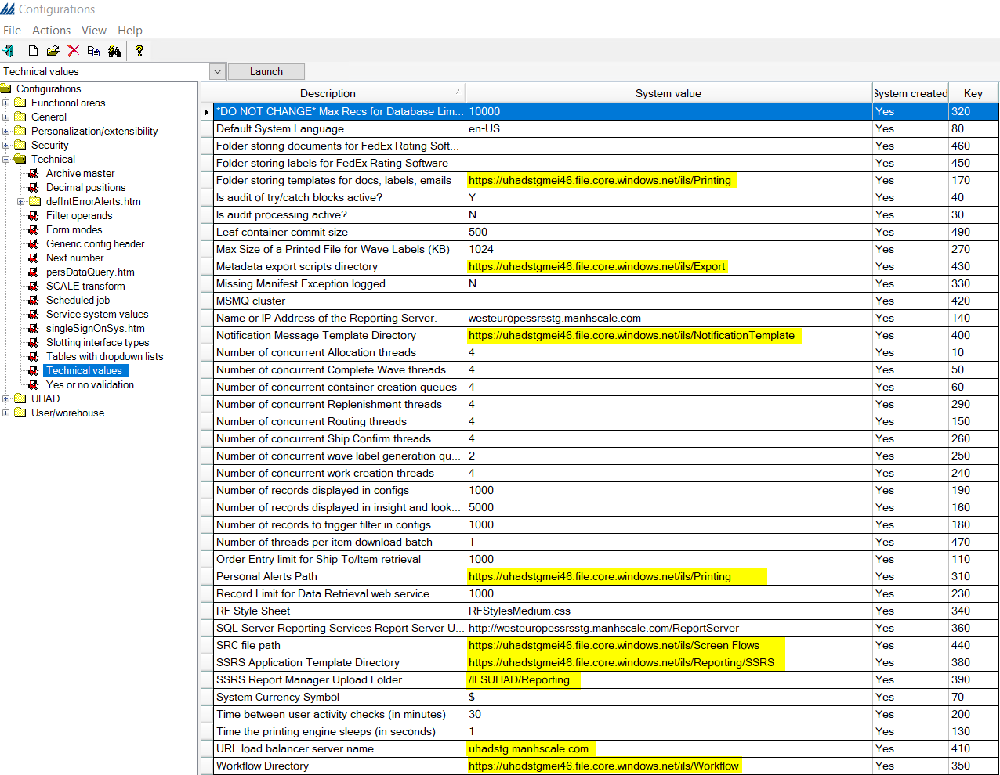 Configurations
File Actions View Help
Technical values Launch
Configurations
Functional areas
General
Personalization/extensibility
Security
Technical
Archive master
Decimal positions
defIntErrorAlerts.htm
Filter operands
Form modes
Generic config header
Next number
persDataQuery.htm
SCALE transform
Scheduled job
Service system values
singleSignOnSys.htm
Slotting interface types
Tables with dropdown lists
Technical values
Yes or no validation
UHAD
User/warehouse
Description System value System created Key
*DO NOT CHANGE* Max Recs for Database Lim... 10000 Yes 320
Default System Language en-US Yes 80
Folder storing documents for FedEx Rating Soft... Yes 460
Folder storing labels for FedEx Rating Software Yes 450
Folder storing templates for docs, labels, emails https://uhadstgmei46.file.core.windows.net/ils/Printing Yes 170
Is audit of try/catch blocks active? Y Yes 40
Is audit processing active? N Yes 30
Leaf container commit size 500 Yes 490
Max Size of a Printed File for Wave Labels (KB) 1024 Yes 270
Metadata export scripts directory https://uhadstgmei46.file.core.windows.net/ils/Export Yes 430
Missing Manifest Exception logged N Yes 330
MSMQ cluster Yes 420
Name or IP Address of the Reporting Server. westeuropessrsstg.manhscale.com Yes 140
Notification Message Template Directory https://uhadstgmei46.file.core.windows.net/ils/NotificationTemplate Yes 400
Number of concurrent Allocation threads 4 Yes 10
Number of concurrent Complete Wave threads 4 Yes 50
Number of concurrent container creation queues 4 Yes 60
Number of concurrent Replenishment threads 4 Yes 290
Number of concurrent Routing threads 4 Yes 150
Number of concurrent Ship Confirm threads 4 Yes 260
Number of concurrent wave label generation qu... 2 Yes 250
Number of concurrent work creation threads 4 Yes 240
Number of records displayed in configs 1000 Yes 190
Number of records displayed in insight and look... 5000 Yes 160
Number of records to trigger filter in configs 1000 Yes 180
Number of threads per item download batch 1 Yes 470
Order Entry limit for Ship To/Item retrieval 1000 Yes 110
Personal Alerts Path https://uhadstgmei46.file.core.windows.net/ils/Printing Yes 310
Record Limit for Data Retrieval web service 1000 Yes 230
RF Style Sheet RFStylesMedium.css Yes 340
SQL Server Reporting Services Report Server U... http://westeuropessrsstg.manhscale.com/ReportServer Yes 360
SRC file path https://uhadstgmei46.file.core.windows.net/ils/Screen Flows Yes 440
SSRS Application Template Directory https://uhadstgmei46.file.core.windows.net/ils/Reporting/SSRS Yes 380
SSRS Report Manager Upload Folder /ILSUHAD/Reporting Yes 390
System Currency Symbol $ Yes 70
Time between user activity checks (in minutes) 30 Yes 200
Time the printing engine sleeps (in seconds) 1 Yes 130
URL load balancer server name uhadstg.manhscale.com Yes 410
Workflow Directory https://uhadstgmei46.file.core.windows.net/ils/Workflow Yes 350